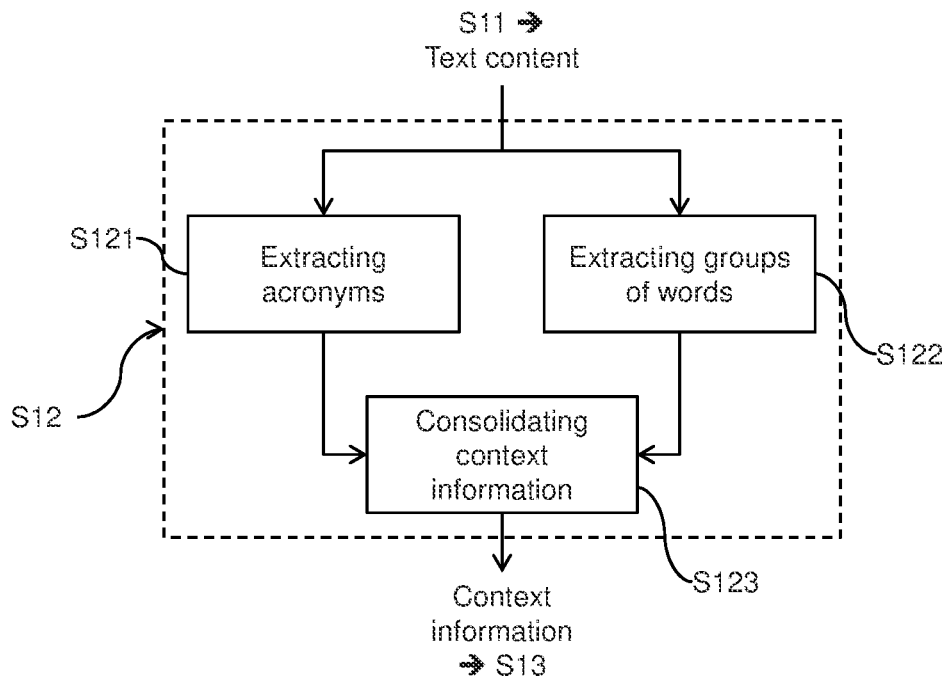 S11 ➔
Text content
S121
Extracting
acronyms
Extracting groups
of words
S122
S12
Consolidating
context
information
S123
Context
information
➔ S13